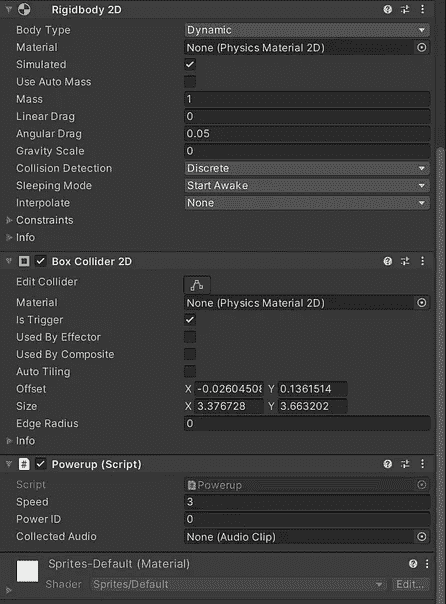 Rigidbody 2D
Body Type Dynamic
Material None (Physics Material 2D)
Simulated
Use Auto Mass
Mass 1
Linear Drag 0
Angular Drag 0.05
Gravity Scale 0
Collision Detection Discrete
Sleeping Mode Start Awake
Interpolate None
Constraints
Info
Box Collider 2D
Edit Collider
Material None (Physics Material 2D)
Is Trigger
Used By Effector
Used By Composite
Auto Tiling
Offset X -0.02604508 Y 0.1361514
Size X 3.376728 Y 3.663202
Edge Radius 0
Info
# Powerup (Script)
Script # Powerup
Speed 3
Power ID 0
Collected Audio None (Audio Clip)
Sprites-Default (Material)
Shader Sprites/Default Edit...